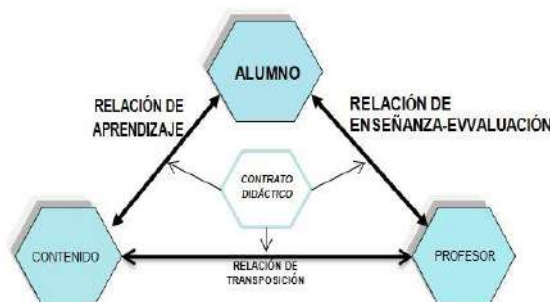 ALUMNO
RELACIÓN DE
APRENDIZAJE
RELACIÓN DE
ENSEÑANZA-EVVALUACIÓN
CONTRATO
DIDÁCTICO
CONTENIDO
PROFESOR
RELACIÓN DE
TRANSPOSICIÓN